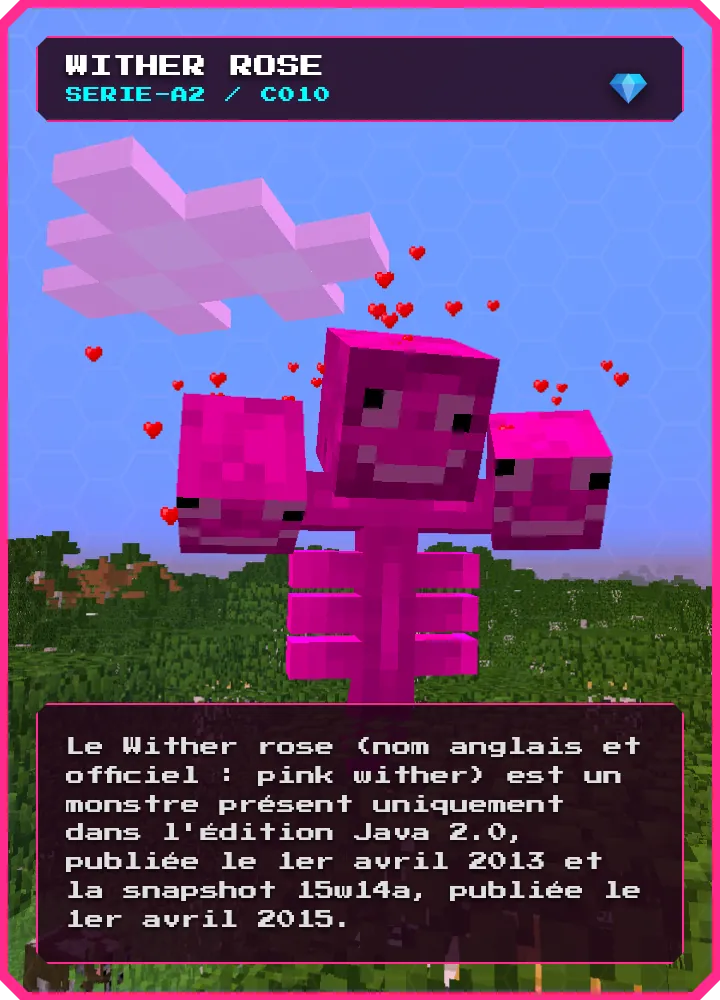 WITHER ROSE
SERIE-A2 / C010
Le Wither rose (nom anglais et
officiel : pink wither) est un
monstre présent uniquement
dans l'édition Java 2.0,
publiée le 1er avril 2013 et
la snapshot 15w14a, publiée le
1er avril 2015.